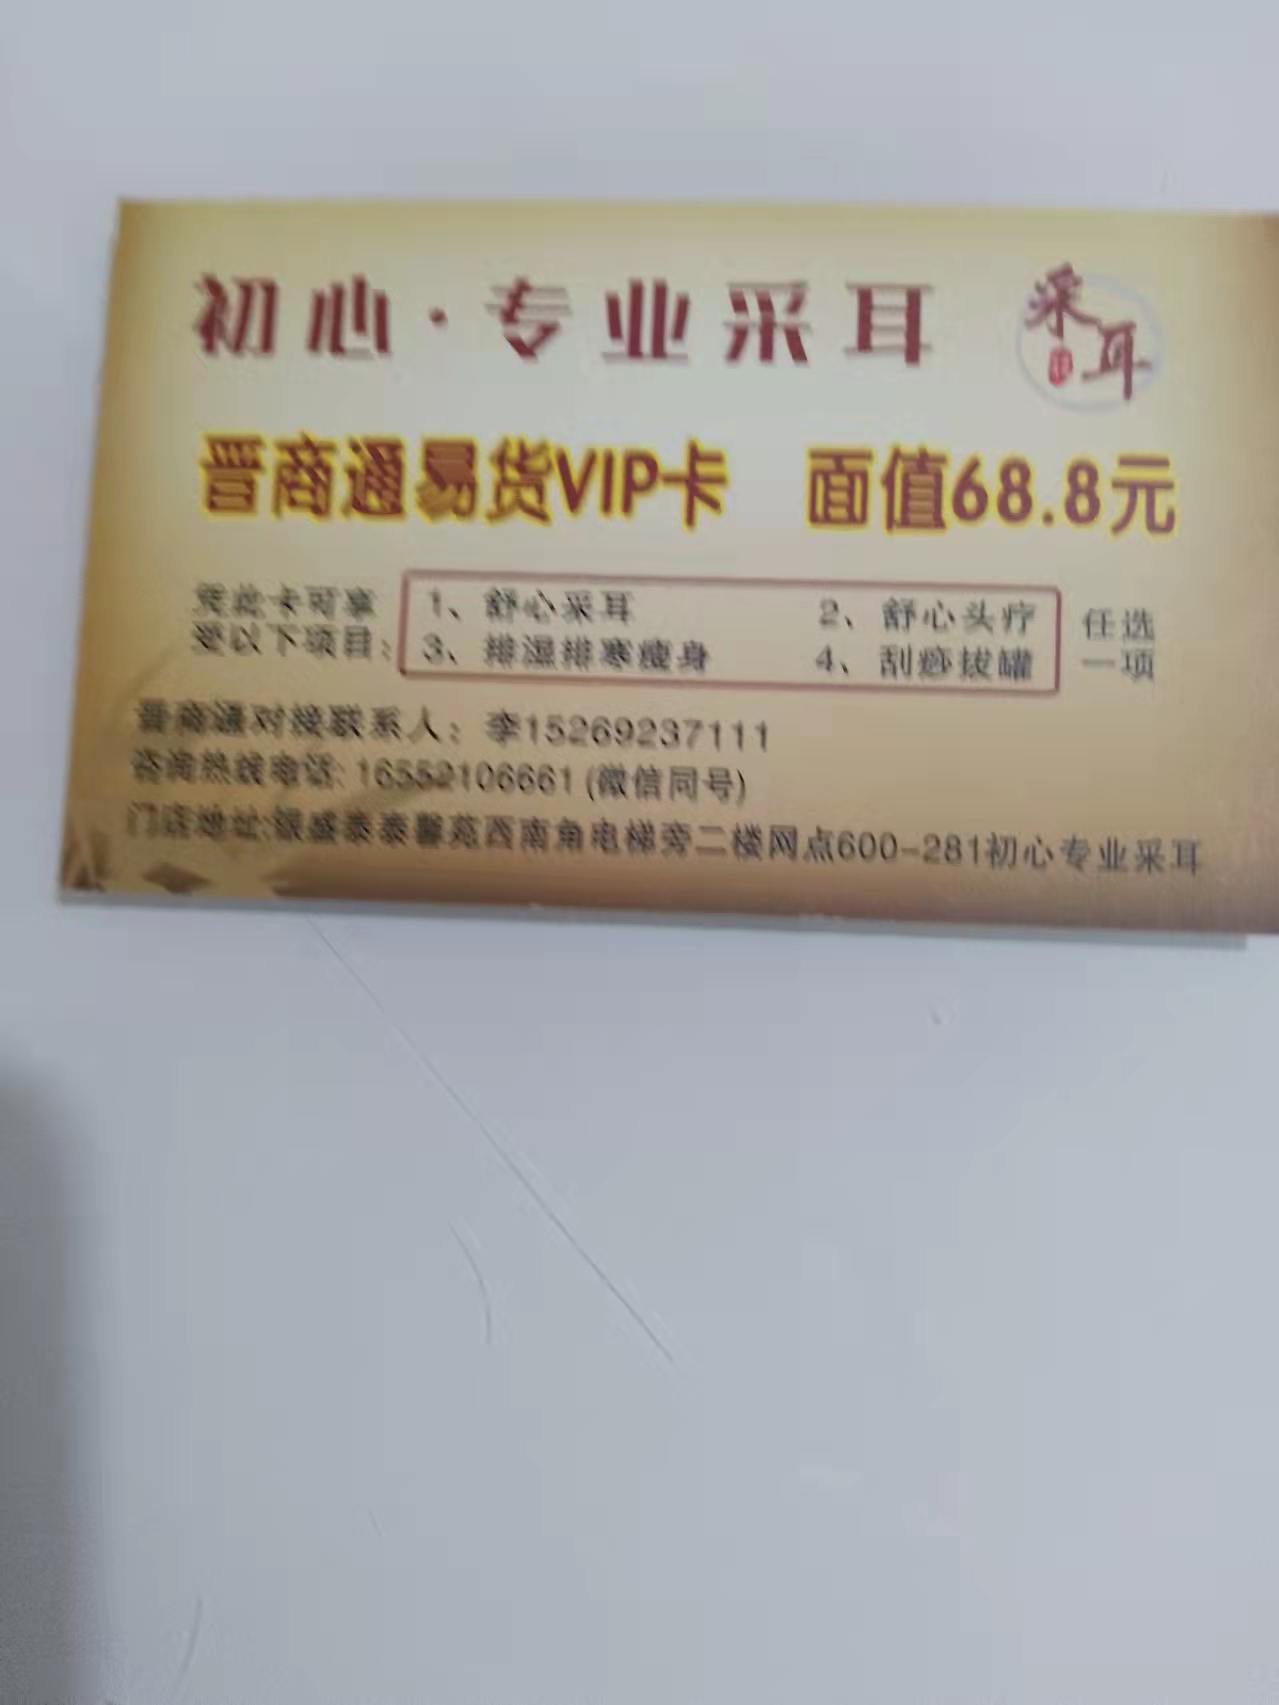 初心·专业采耳
采耳
晋商通易货VIP卡 面值68.8元
凭此卡可享
受以下项目:
1、舒心采耳 2、舒心头疗
3、排湿排寒瘦身 4、刮痧拔罐
任选
一项
晋商通对接联系人：李15269237111
咨询热线电话:16552106661(微信同号)
门店地址:银盛泰泰馨苑西南角电梯旁二楼网点600-281初心专业采耳